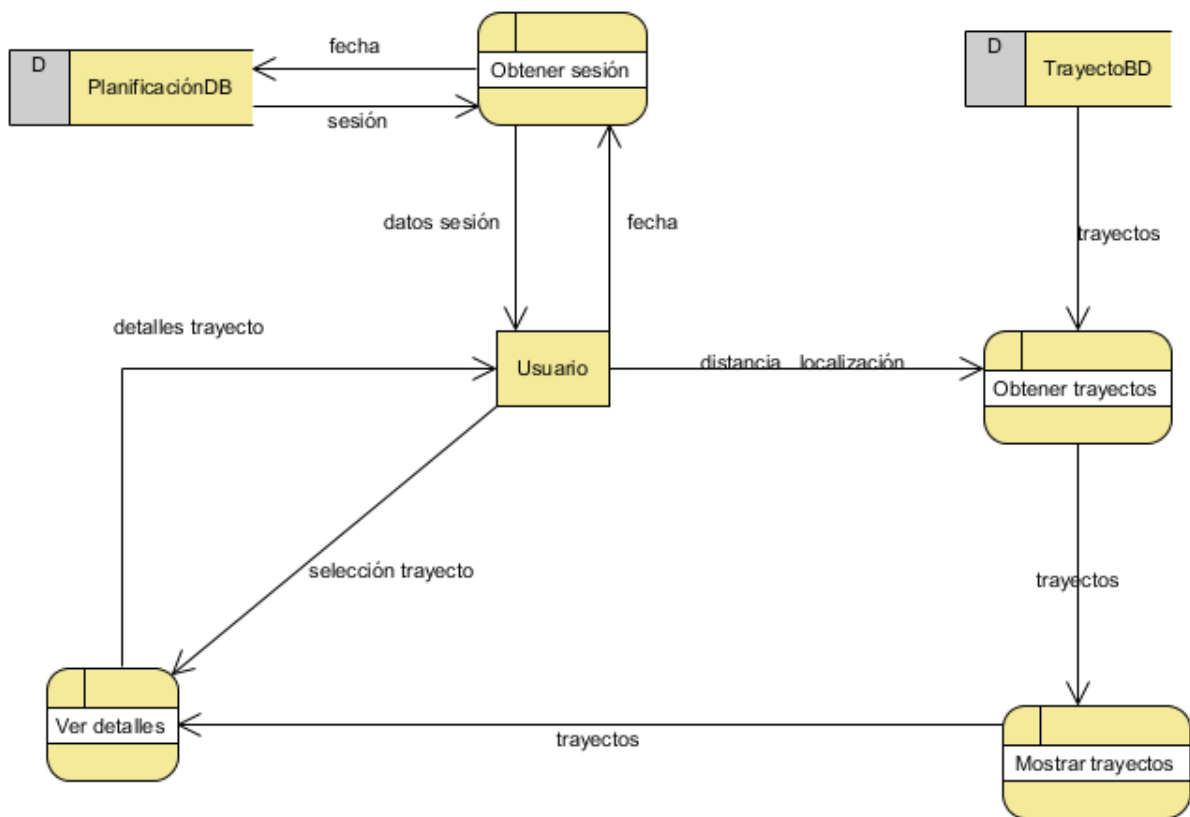 fecha
D
PlanificaciónDB
Obtener sesión
sesión
D
TrayectoBD
datos sesión
fecha
trayectos
detalles trayecto
Usuario
distancia localización
Obtener trayectos
selección trayecto
trayectos
Ver detalles
trayectos
Mostrar trayectos